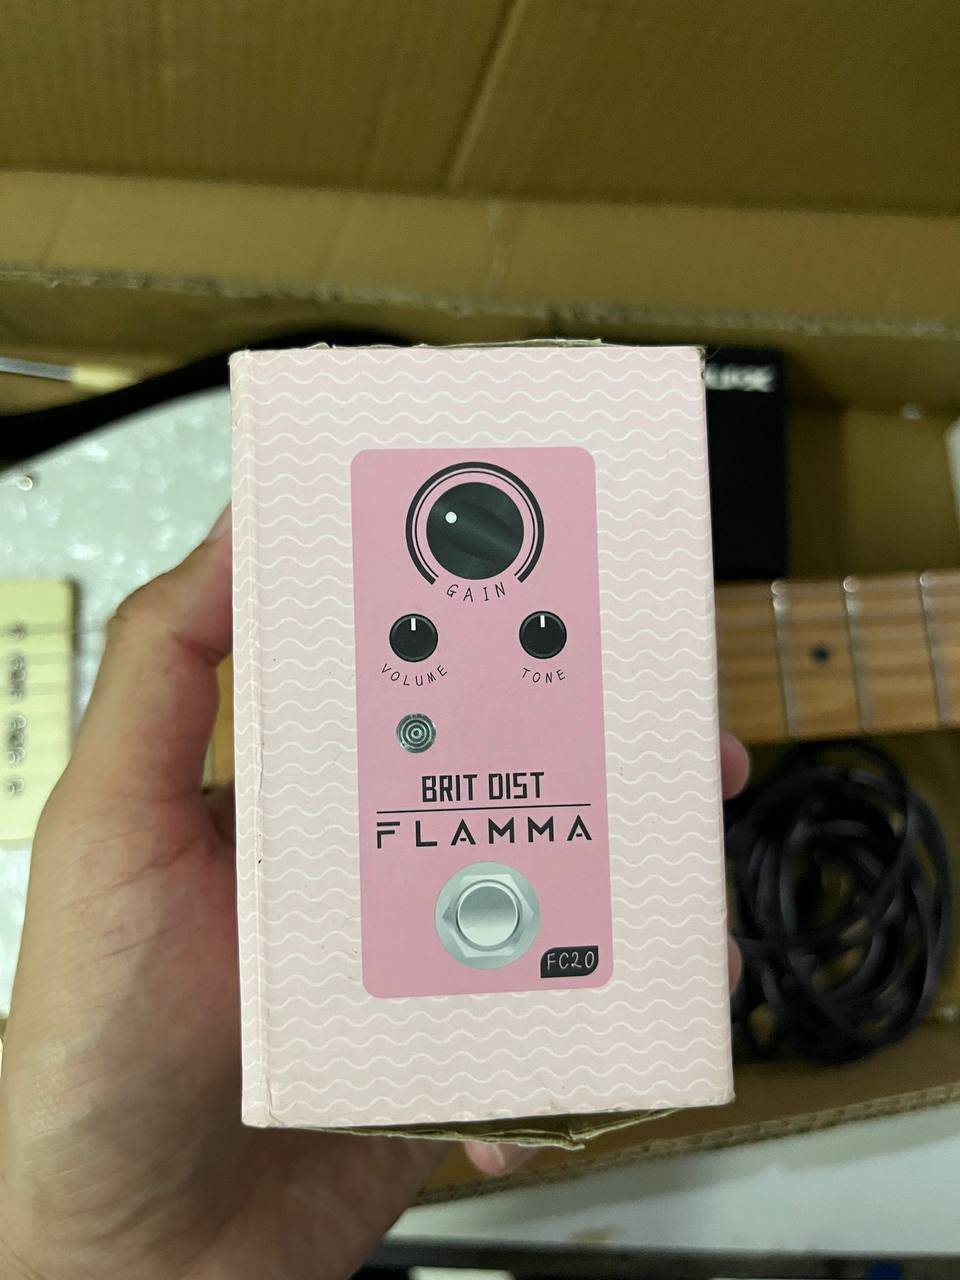 GAIN
VOLUME
TONE
BRIT DIST
FLAMMA
FC20